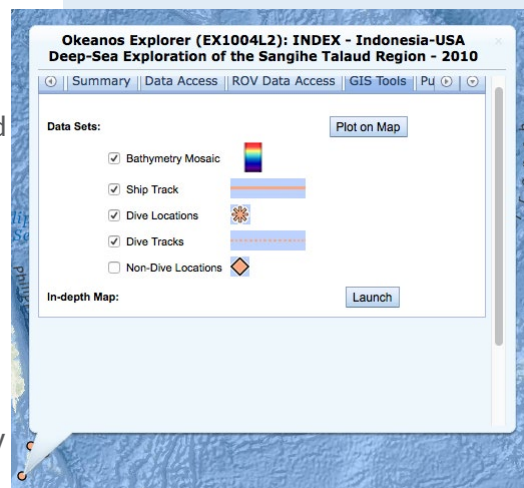 Okeanos Explorer (EX1004L2): INDEX - Indonesia-USA
Deep-Sea Exploration of the Sangihe Talaud Region - 2010
Summary Data Access ROV Data Access GIS Tools Pu
Data Sets: Plot on Map
Bathymetry Mosaic
Ship Track
Dive Locations
Dive Tracks
Non-Dive Locations
In-depth Map: Launch